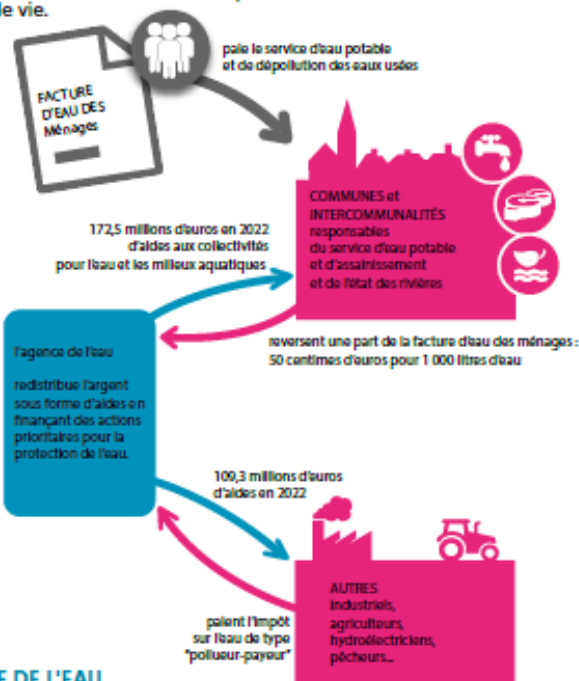 le vie.
paie le service d'eau potable
et de dépollution des eaux usées
FACTURE
D'EAU DES
Ménages
COMMUNES et
INTERCOMMUNALITÉS
responsables
du service d'eau potable
et d'assainissement
et de l'état des rivières
172,5 millions d'euros en 2022
d'aides aux collectivités
pour l'eau et les milieux aquatiques
reversent une part de la facture d'eau des ménages :
50 centimes d'euros pour 1 000 litres d'eau
l'agence de l'eau
redistribue l'argent
sous forme d'aides en
finançant des actions
prioritaires pour la
protection de l'eau.
109,3 millions d'euros
d'aides en 2022
AUTRES
industriels,
agriculteurs,
hydroélectriciens,
pêcheurs...
paient l'impôt
sur l'eau de type
"pollueur-payeur"
E DE L'EAU